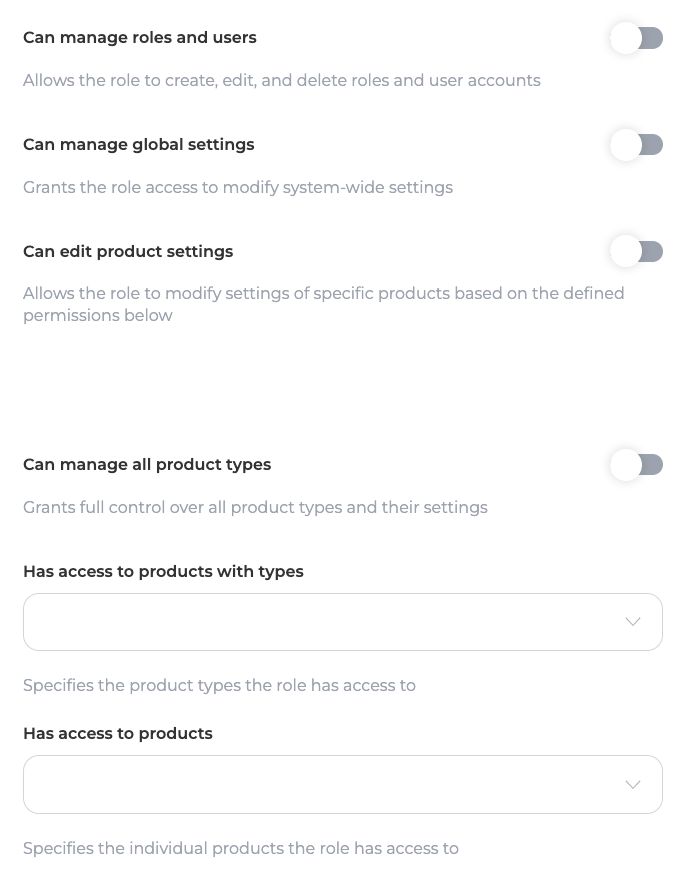 Can manage roles and users
Allows the role to create, edit, and delete roles and user accounts
Can manage global settings
Grants the role access to modify system-wide settings
Can edit product settings
Allows the role to modify settings of specific products based on the defined
permissions below
Can manage all product types
Grants full control over all product types and their settings
Has access to products with types
Specifies the product types the role has access to
Has access to products
Specifies the individual products the role has access to